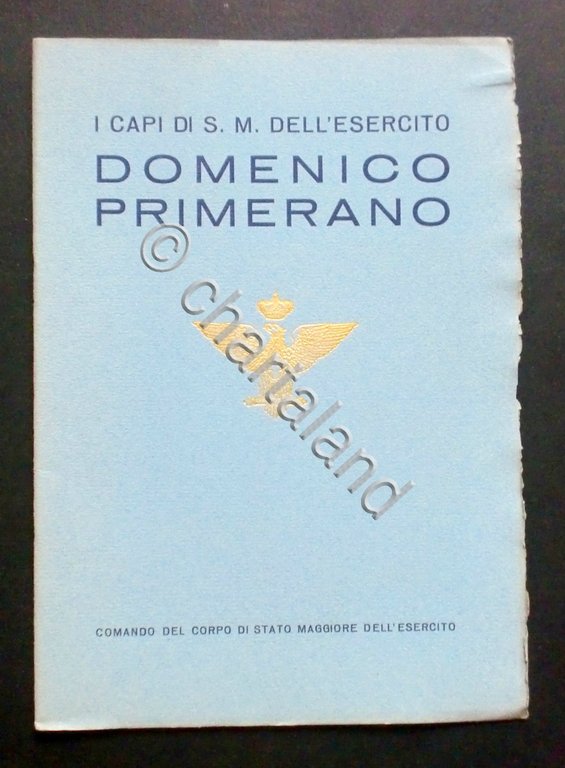 I CAPI DI S. M. DELL'ESERCITO
DOMENICO
PRIMERANO
© chartaland
COMANDO DEL CORPO DI STATO MAGGIORE DELL'ESERCITO